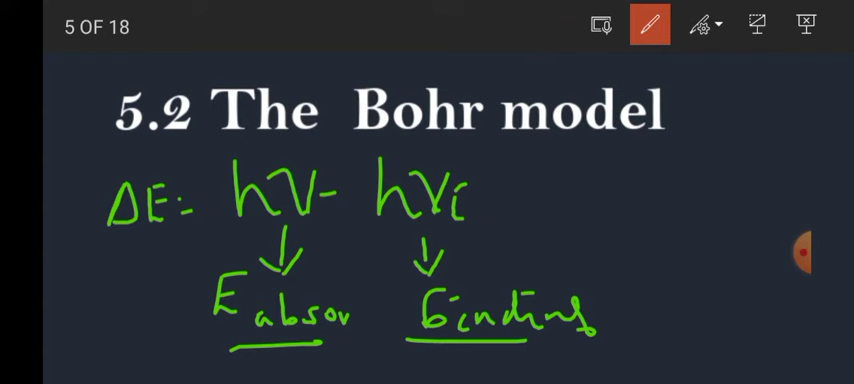 5 OF 18
5.2 The Bohr model
ΔE = hν - hνi
E absor binding